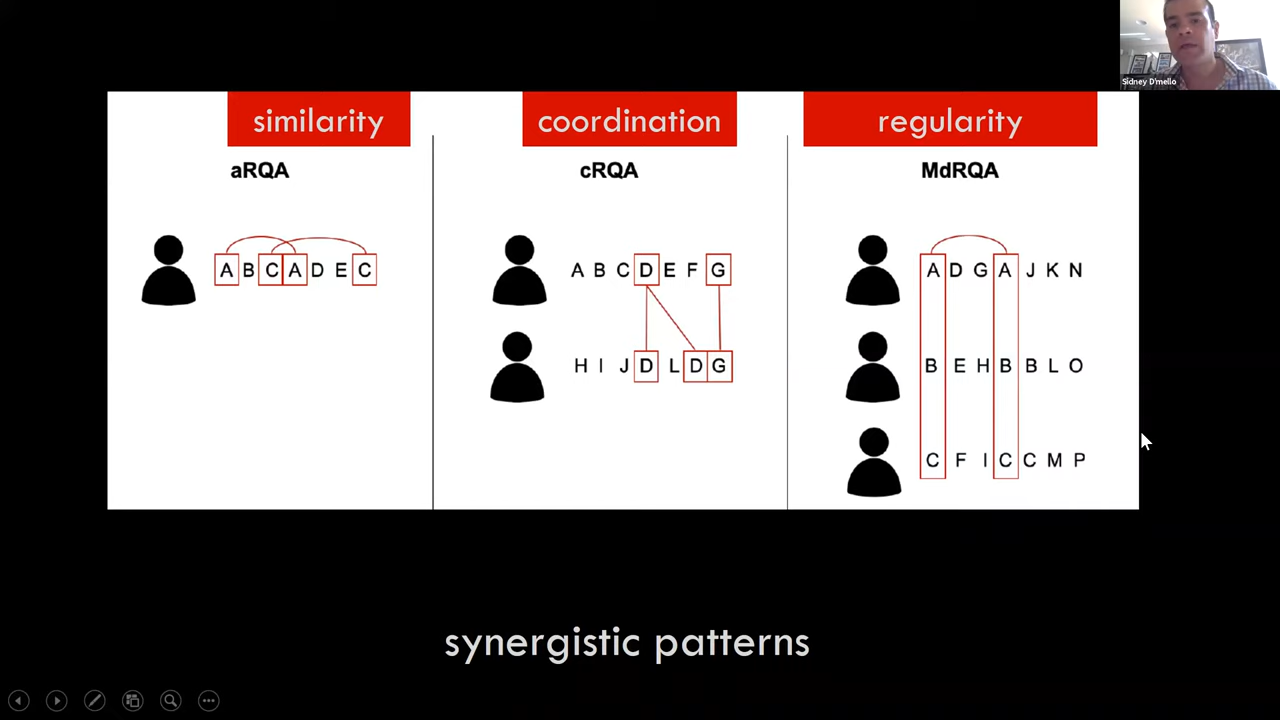 Sidney D'mello
similarity
aRQA
A B C A D E C
coordination
cRQA
A B C D E F G
H I J D L D G
regularity
MdRQA
A D G A J K N
B E H B B L O
C F I C C M P
synergistic patterns